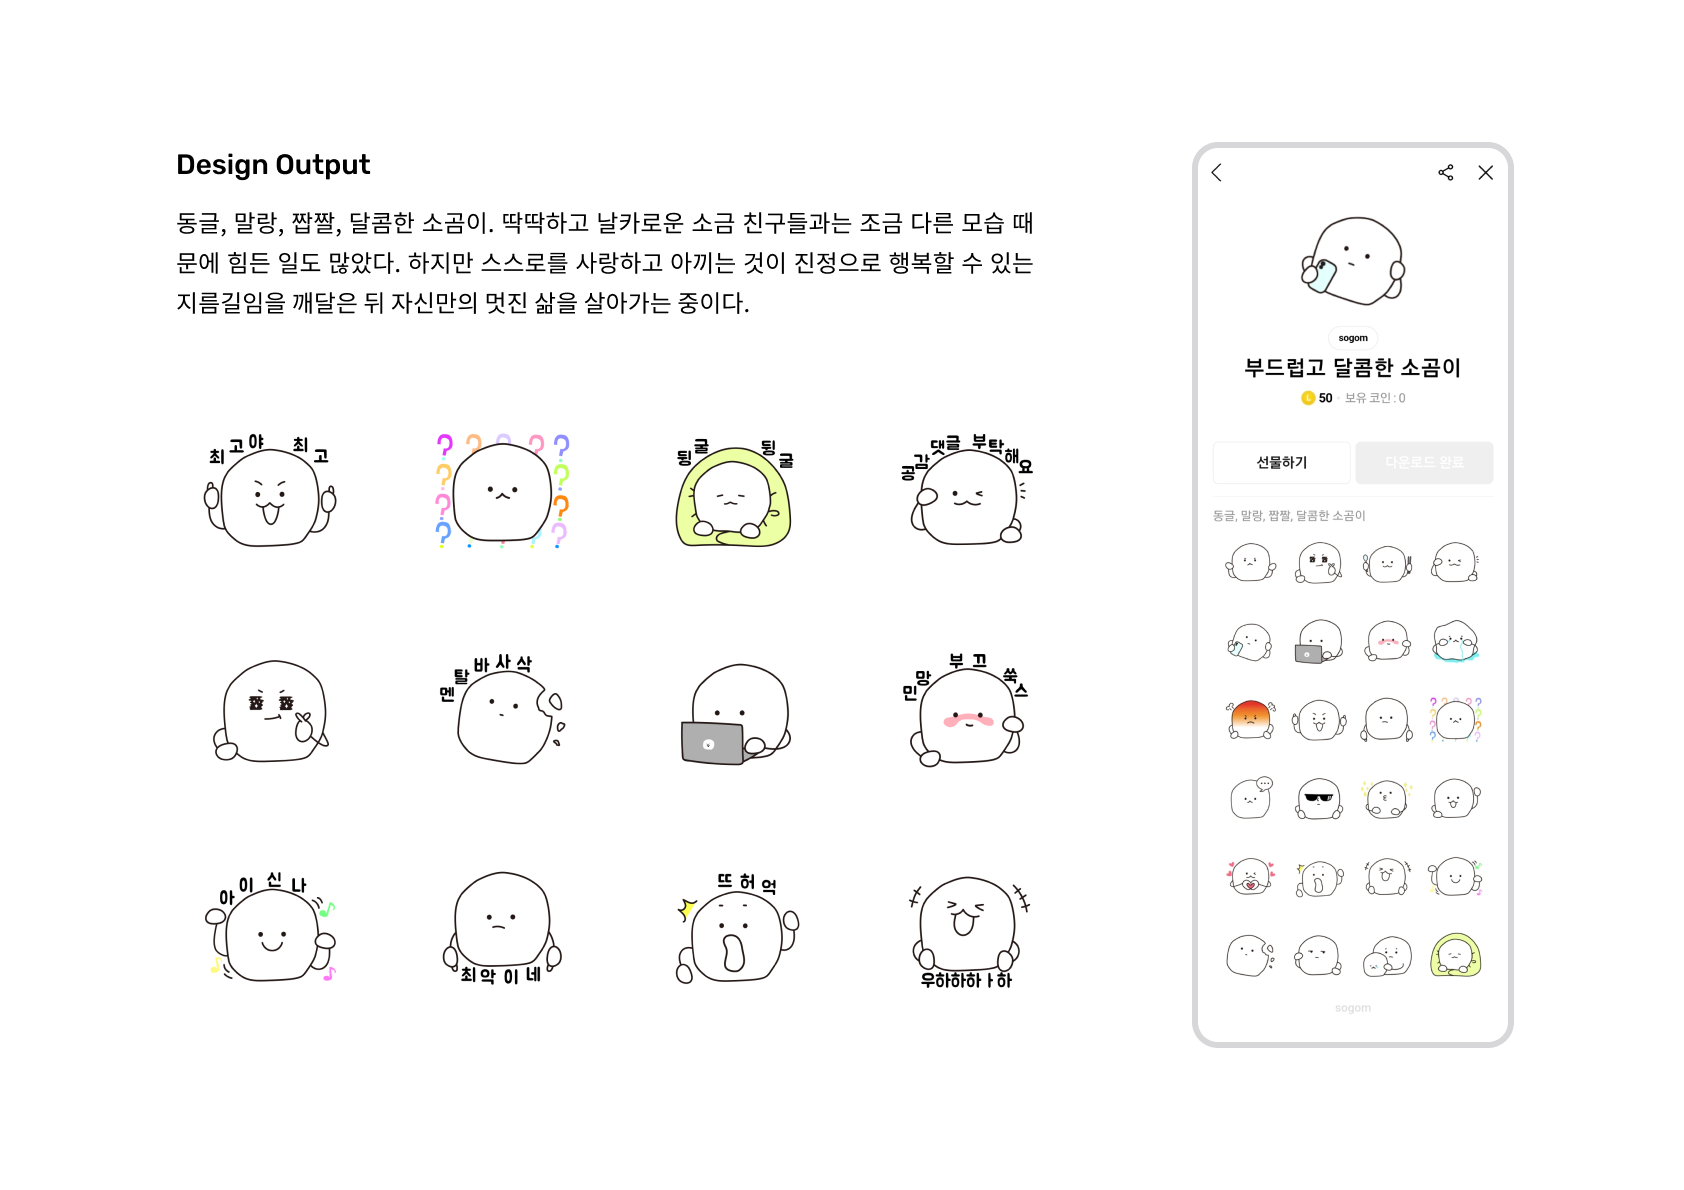 Design Output
동글, 말랑, 짭짤, 달콤한 소곰이. 딱딱하고 날카로운 소금 친구들과는 조금 다른 모습 때
문에 힘든 일도 많았다. 하지만 스스로를 사랑하고 아끼는 것이 진정으로 행복할 수 있는
지름길임을 깨달은 뒤 자신만의 멋진 삶을 살아가는 중이다.
최고야 최고
? ? ? ? ?
? ?
? ?
? ?
뒹굴 뒹굴
공감댓글 부탁해요
멘탈바사삭
민망 부끄 쑥스
아이신나
최악이네
뜨허억
우하하하ㅏ하
sogom
부드럽고 달콤한 소곰이
50 · 보유 코인 : 0
선물하기 다운로드 완료
동글, 말랑, 짭짤, 달콤한 소곰이
sogom